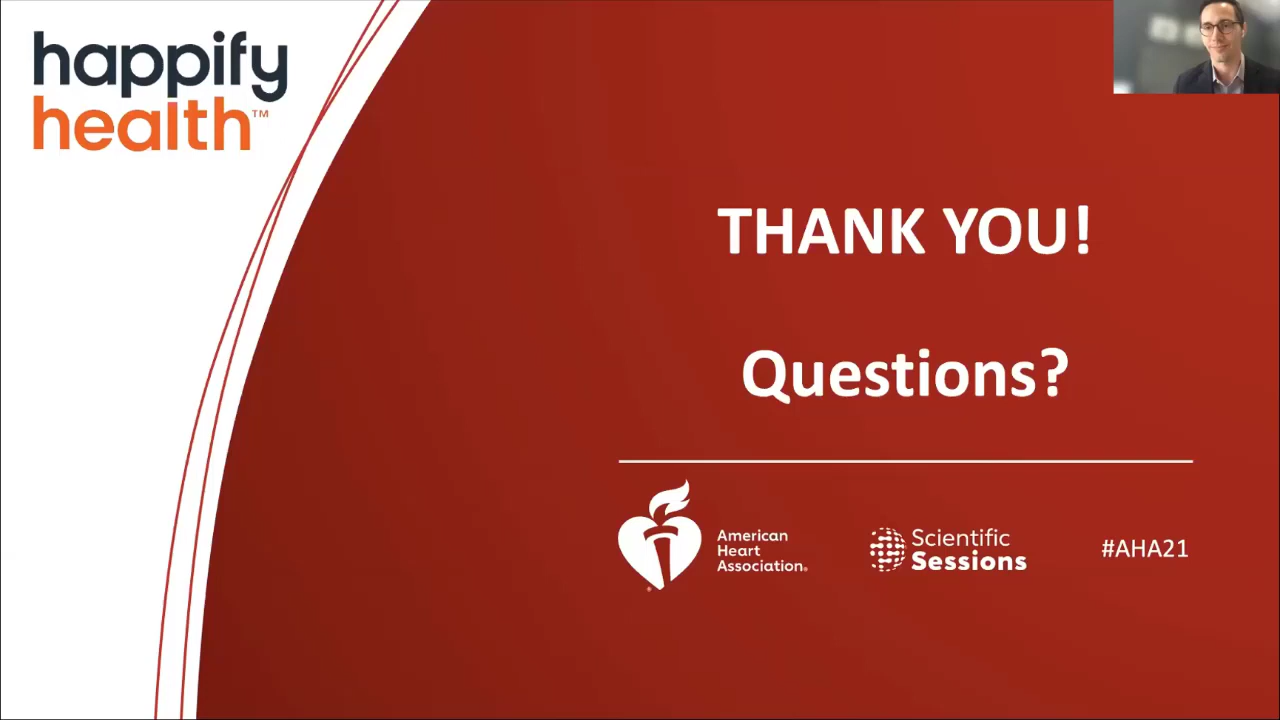 happify
health™
THANK YOU!
Questions?
American
Heart
Association®
Scientific
Sessions
#AHA21